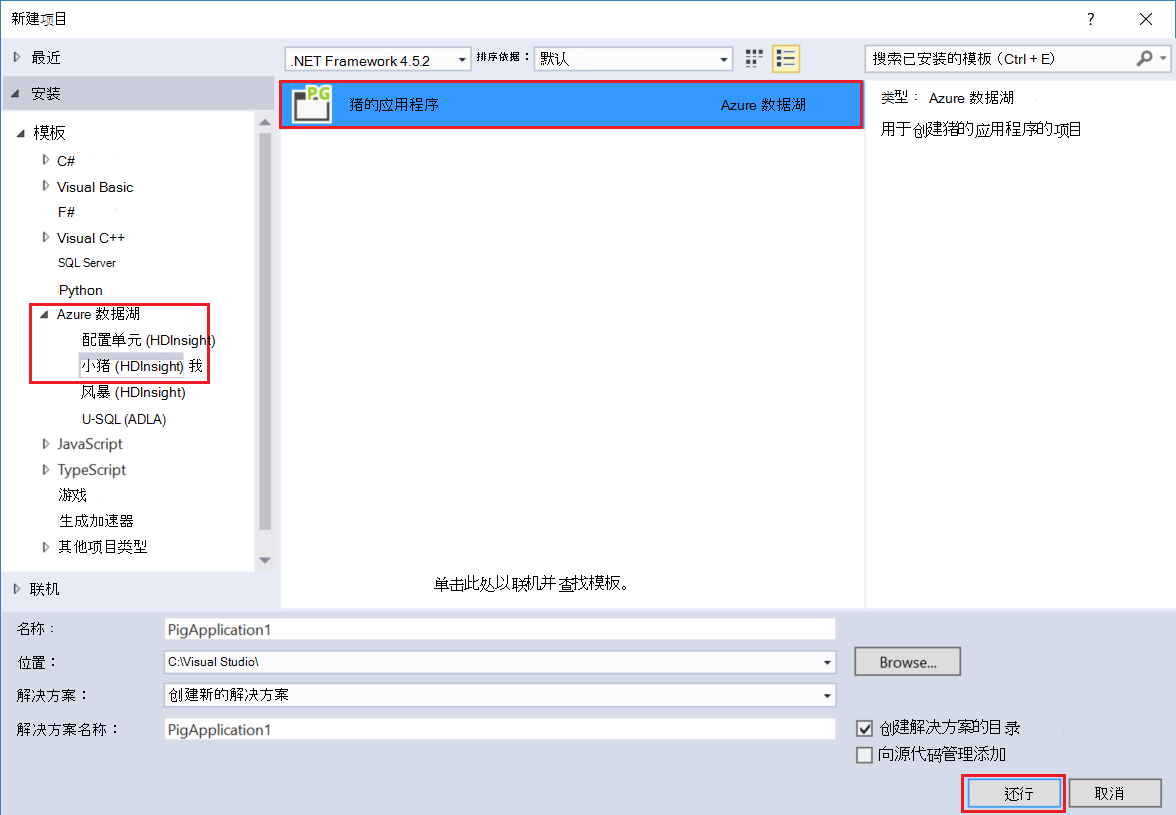 新建项目
?
最近
.NET Framework 4.5.2
排序依据：
默认
搜索已安装的模板（Ctrl + E）
安装
模板
C#
Visual Basic
F#
Visual C++
SQL Server
Python
Azure 数据湖
配置单元 (HDInsight)
小猪 (HDInsight) 我
风暴 (HDInsight)
U-SQL (ADLA)
JavaScript
TypeScript
游戏
生成加速器
其他项目类型
联机
PG
猪的应用程序
Azure 数据湖
单击此处以联机并查找模板。
类型： Azure 数据湖
用于创建猪的应用程序的项目
名称：
PigApplication1
位置：
C:\Visual Studio\
Browse...
解决方案：
创建新的解决方案
解决方案名称：
PigApplication1
创建解决方案的目录
向源代码管理添加
还行
取消